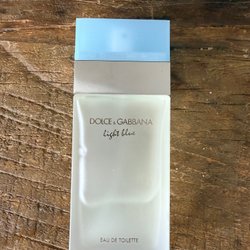 DOLCE & GABBANA
light blue
EAU DE TOILETTE